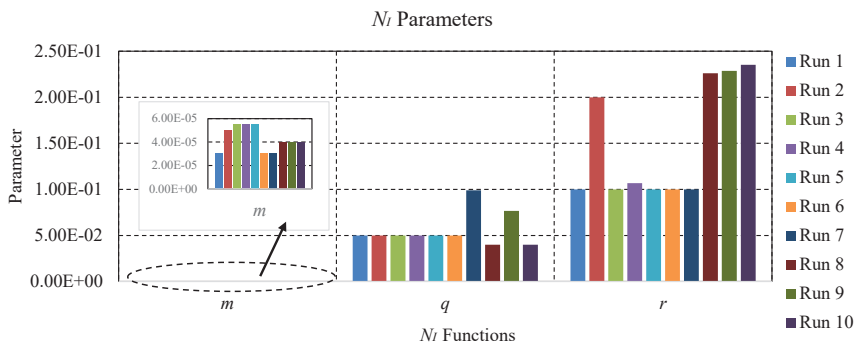 N_I Parameters
2.50E-01
2.00E-01
1.50E-01
1.00E-01
5.00E-02
0.00E+00
Parameter
6.00E-05
4.00E-05
2.00E-05
0.00E+00
m
m
q
r
N_I Functions
Run 1
Run 2
Run 3
Run 4
Run 5
Run 6
Run 7
Run 8
Run 9
Run 10